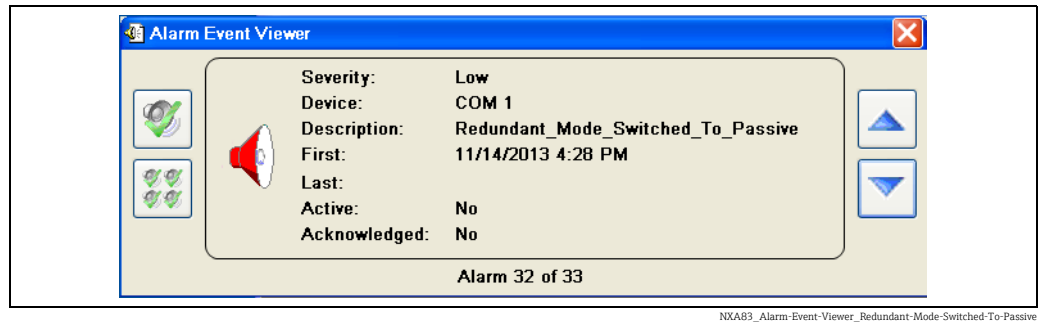 Alarm Event Viewer
Severity: Low
Device: COM 1
Description: Redundant_Mode_Switched_To_Passive
First: 11/14/2013 4:28 PM
Last:
Active: No
Acknowledged: No
Alarm 32 of 33
NXA83_Alarm-Event-Viewer_Redundant-Mode-Switched-To-Passive